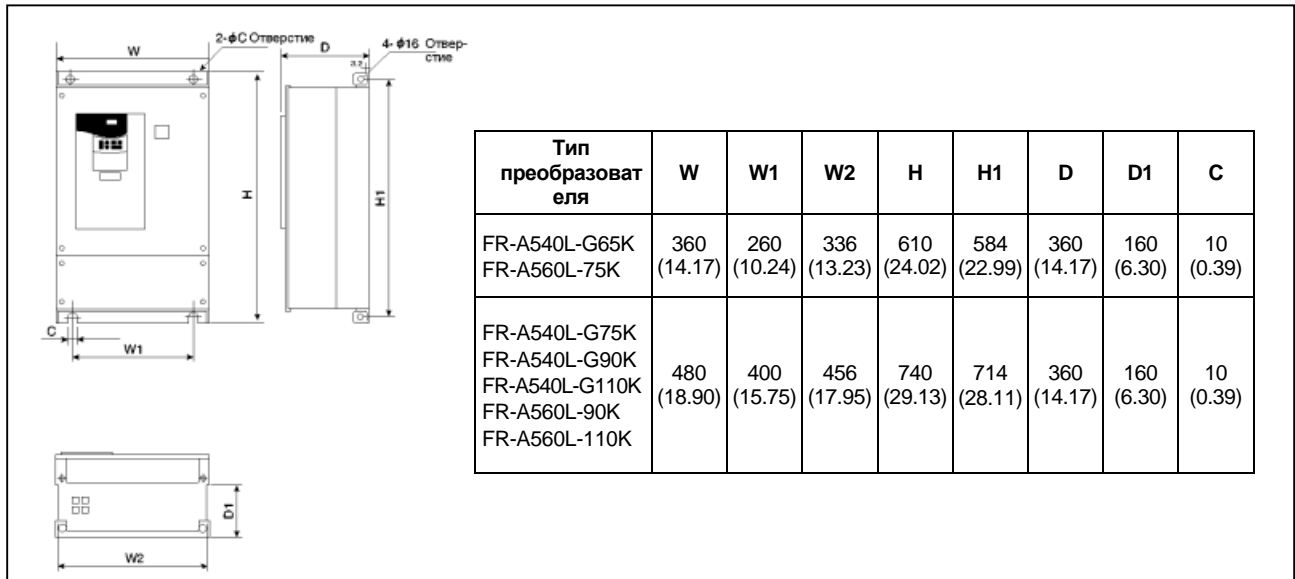 2-ϕC Отверстие
W
D
4- ϕ16 Отвер-
стие
3.2
H
H1
C
W1
D1
W2
Тип преобразоват еля W W1 W2 H H1 D D1 C
FR-A540L-G65K
FR-A560L-75K
360 260 336 610 584 360 160 10
(14.17) (10.24) (13.23) (24.02) (22.99) (14.17) (6.30) (0.39)
FR-A540L-G75K
FR-A540L-G90K
FR-A540L-G110K
FR-A560L-90K
FR-A560L-110K
480 400 456 740 714 360 160 10
(18.90) (15.75) (17.95) (29.13) (28.11) (14.17) (6.30) (0.39)